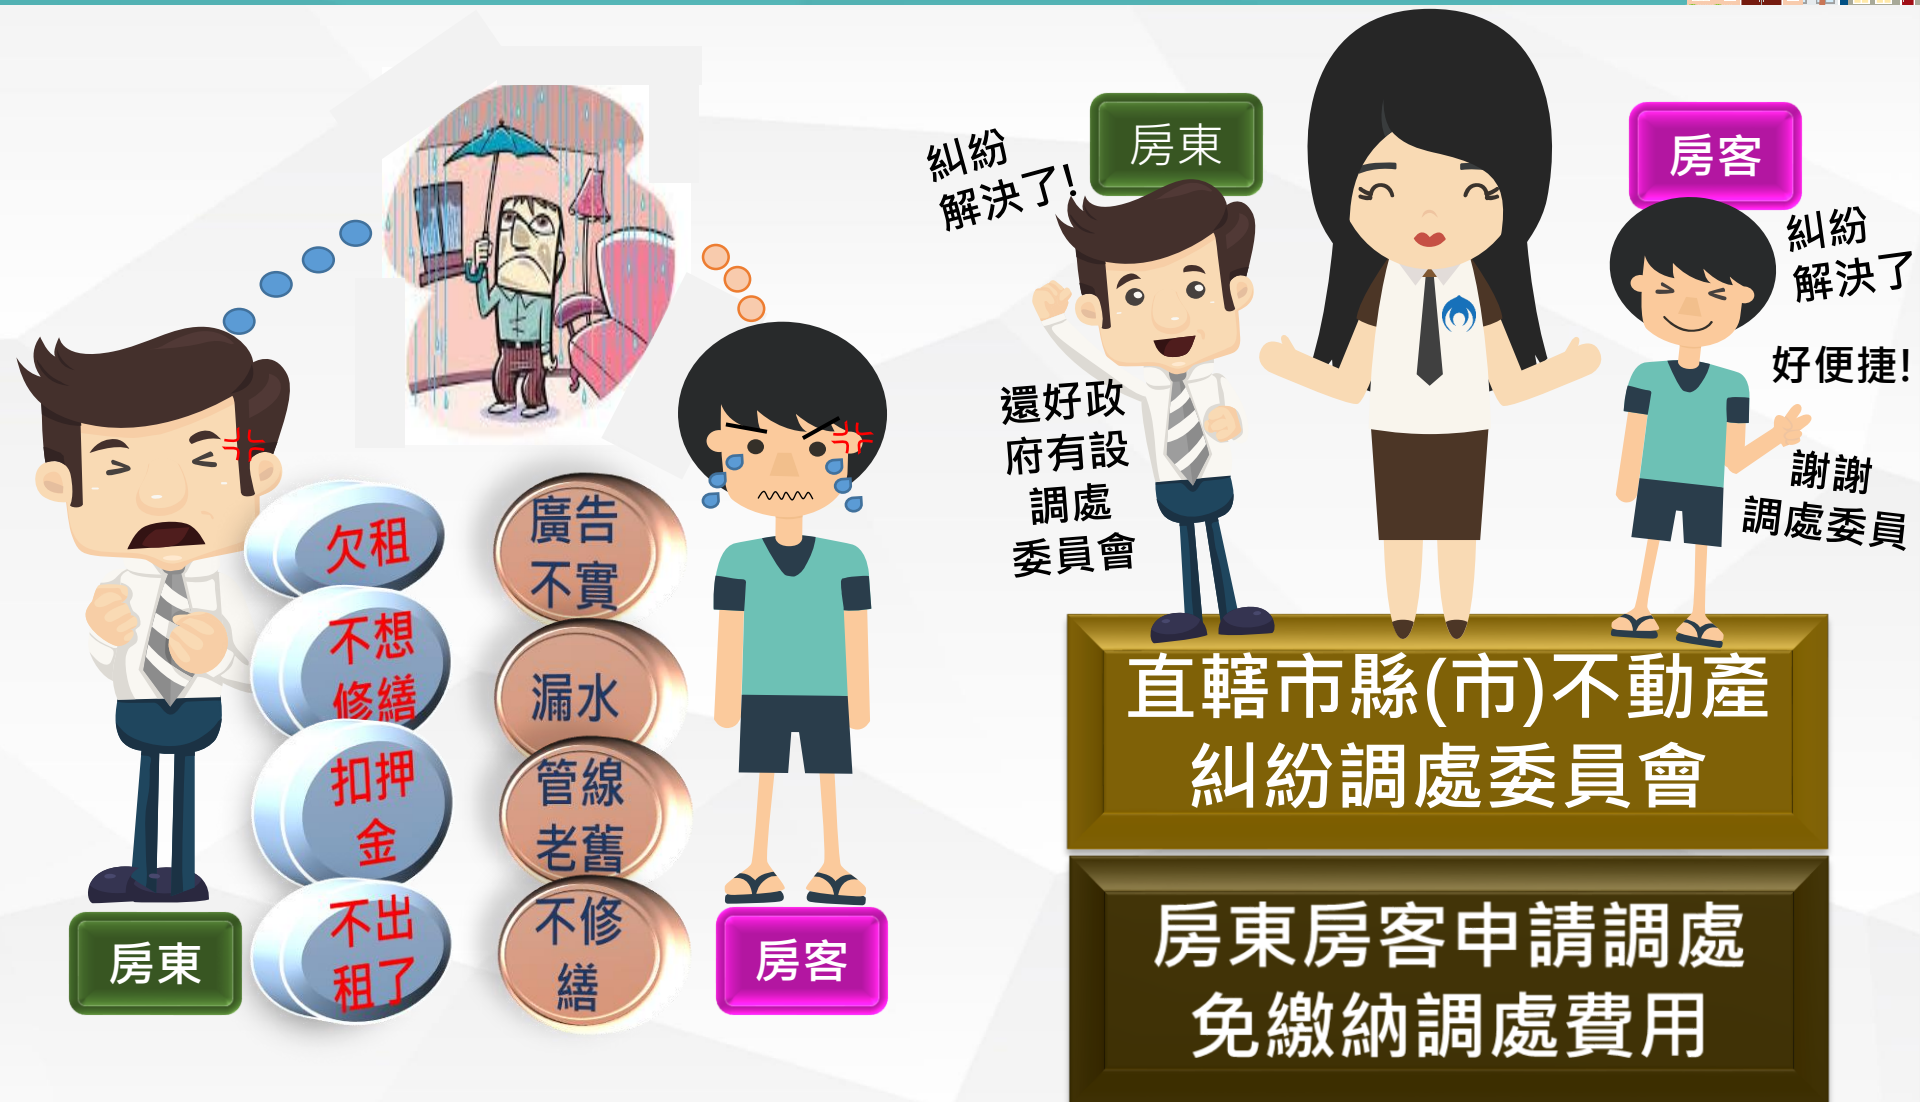 欠租
不想
修繕
扣押
金
不出
租了
房東
廣告
不實
漏水
管線
老舊
不修
繕
房客
糾紛
解決了!
房東
還好政
府有設
調處
委員會
房客
糾紛
解決了
好便捷!
謝謝
調處委員
直轄市縣(市)不動產
糾紛調處委員會
房東房客申請調處
免繳納調處費用